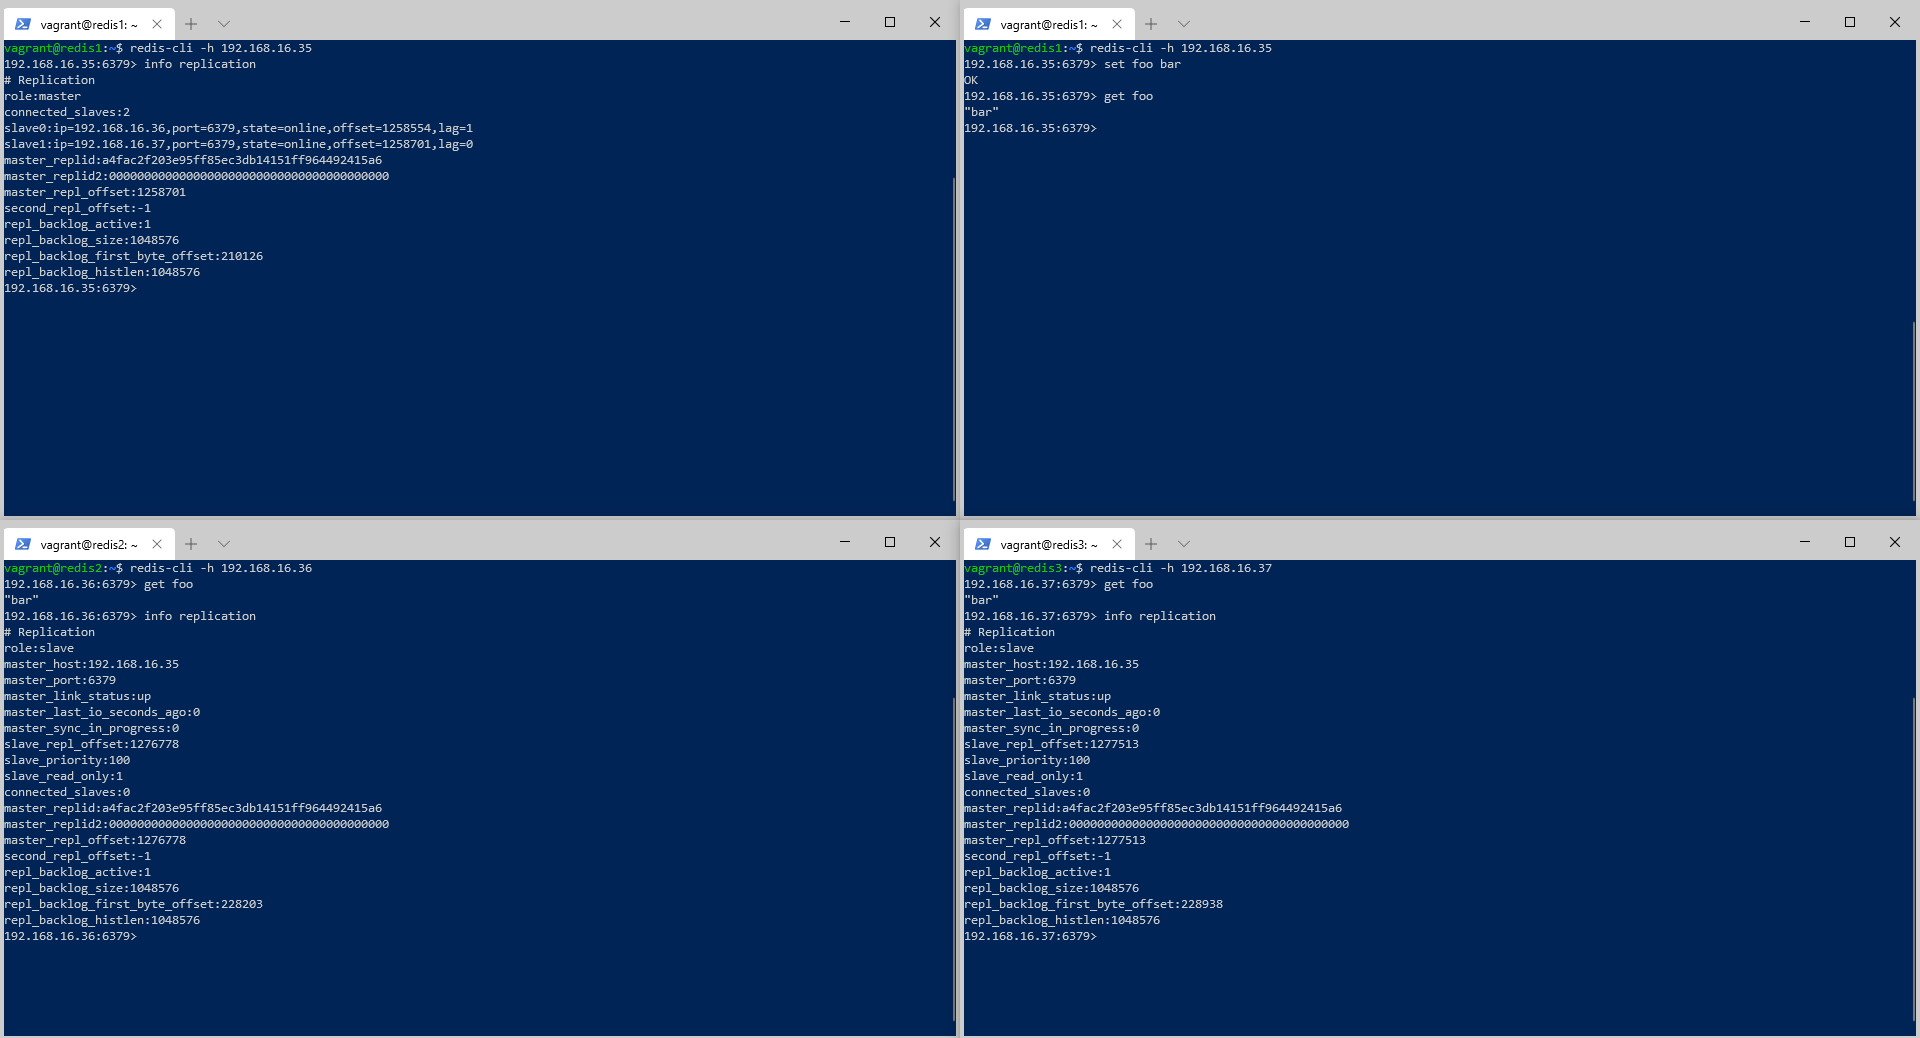 vagrant@redis1: ~
vagrant@redis1:~$ redis-cli -h 192.168.16.35
192.168.16.35:6379> info replication
# Replication
role:master
connected_slaves:2
slave0:ip=192.168.16.36,port=6379,state=online,offset=1258554,lag=1
slave1:ip=192.168.16.37,port=6379,state=online,offset=1258701,lag=0
master_replid:a4fac2f203e95ff85ec3db14151ff964492415a6
master_replid2:0000000000000000000000000000000000000000
master_repl_offset:1258701
second_repl_offset:-1
repl_backlog_active:1
repl_backlog_size:1048576
repl_backlog_first_byte_offset:210126
repl_backlog_histlen:1048576
192.168.16.35:6379>
vagrant@redis1: ~
vagrant@redis1:~$ redis-cli -h 192.168.16.35
192.168.16.35:6379> set foo bar
OK
192.168.16.35:6379> get foo
"bar"
192.168.16.35:6379>
vagrant@redis2: ~
vagrant@redis2:~$ redis-cli -h 192.168.16.36
192.168.16.36:6379> get foo
"bar"
192.168.16.36:6379> info replication
# Replication
role:slave
master_host:192.168.16.35
master_port:6379
master_link_status:up
master_last_io_seconds_ago:0
master_sync_in_progress:0
slave_repl_offset:1276778
slave_priority:100
slave_read_only:1
connected_slaves:0
master_replid:a4fac2f203e95ff85ec3db14151ff964492415a6
master_replid2:0000000000000000000000000000000000000000
master_repl_offset:1276778
second_repl_offset:-1
repl_backlog_active:1
repl_backlog_size:1048576
repl_backlog_first_byte_offset:228203
repl_backlog_histlen:1048576
192.168.16.36:6379>
vagrant@redis3: ~
vagrant@redis3:~$ redis-cli -h 192.168.16.37
192.168.16.37:6379> get foo
"bar"
192.168.16.37:6379> info replication
# Replication
role:slave
master_host:192.168.16.35
master_port:6379
master_link_status:up
master_last_io_seconds_ago:0
master_sync_in_progress:0
slave_repl_offset:1277513
slave_priority:100
slave_read_only:1
connected_slaves:0
master_replid:a4fac2f203e95ff85ec3db14151ff964492415a6
master_replid2:0000000000000000000000000000000000000000
master_repl_offset:1277513
second_repl_offset:-1
repl_backlog_active:1
repl_backlog_size:1048576
repl_backlog_first_byte_offset:228938
repl_backlog_histlen:1048576
192.168.16.37:6379>